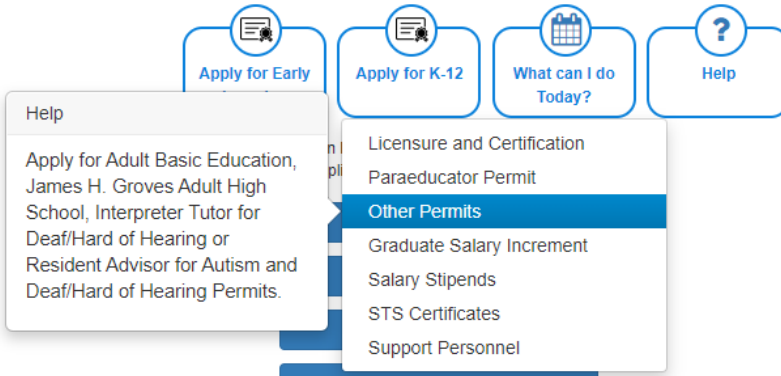 Apply for Early
Apply for K-12
What can I do
Today?
?
Help
Help
Apply for Adult Basic Education,
James H. Groves Adult High
School, Interpreter Tutor for
Deaf/Hard of Hearing or
Resident Advisor for Autism and
Deaf/Hard of Hearing Permits.
Licensure and Certification
Paraeducator Permit
Other Permits
Graduate Salary Increment
Salary Stipends
STS Certificates
Support Personnel